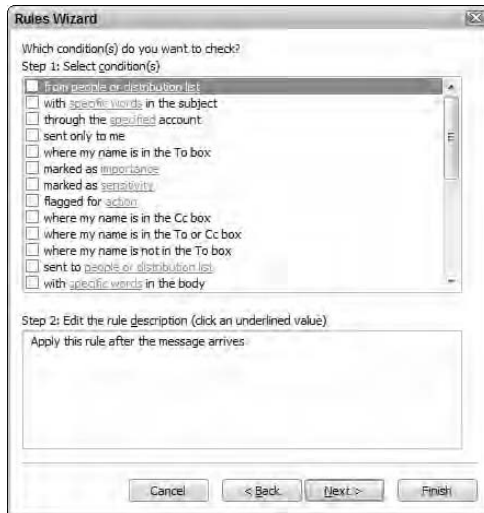 Rules Wizard
Which condition(s) do you want to check?
Step 1: Select condition(s)
from people or distribution list
with specific words in the subject
through the specified account
sent only to me
where my name is in the To box
marked as importance
marked as sensitivity
flagged for action
where my name is in the Cc box
where my name is in the To or Cc box
where my name is not in the To box
sent to people or distribution list
with specific words in the body
Step 2: Edit the rule description (click an underlined value)
Apply this rule after the message arrives
Cancel
< Back
Next >
Finish